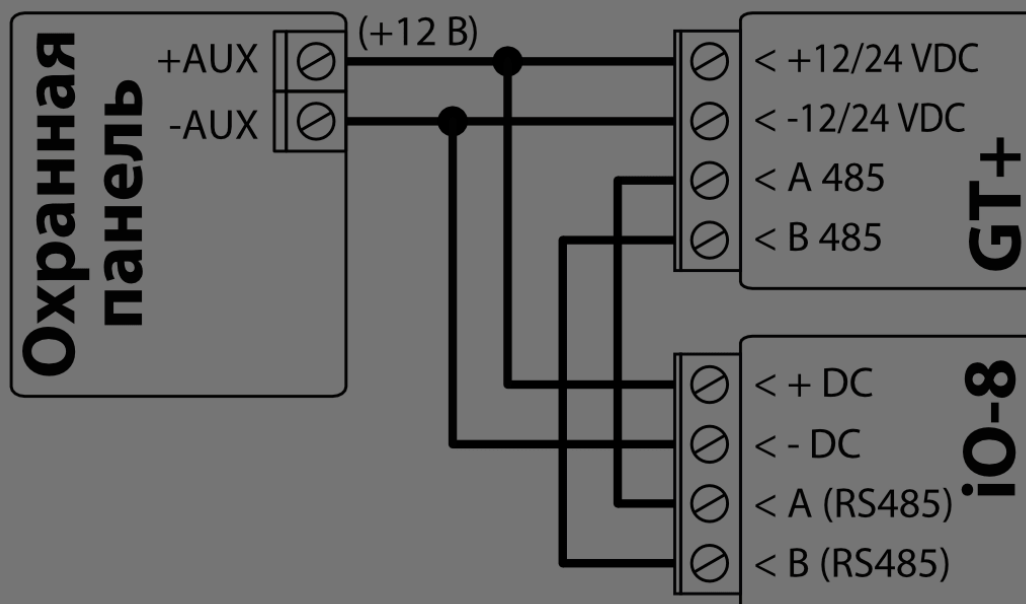 Охранная
панель
+AUX
-AUX
(+12 В)
< +12/24 VDC
< -12/24 VDC
< A 485
< B 485
GT+
< + DC
< - DC
< A (RS485)
< B (RS485)
iO-8